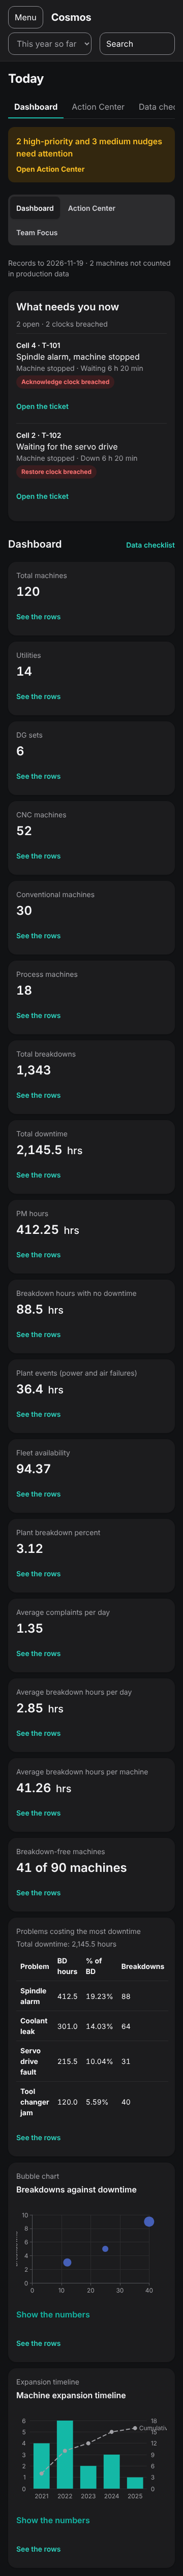 Menu
Cosmos
This year so far
Search
Today
Dashboard Action Center Data chec
2 high-priority and 3 medium nudges
need attention
Open Action Center
Dashboard Action Center
Team Focus
Records to 2026-11-19 · 2 machines not counted
in production data
What needs you now
2 open · 2 clocks breached
Cell 4 · T-101
Spindle alarm, machine stopped
Machine stopped · Waiting 6 h 20 min
Acknowledge clock breached
Open the ticket
Cell 2 · T-102
Waiting for the servo drive
Machine stopped · Down 6 h 20 min
Restore clock breached
Open the ticket
Dashboard
Data checklist
Total machines
120
See the rows
Utilities
14
See the rows
DG sets
6
See the rows
CNC machines
52
See the rows
Conventional machines
30
See the rows
Process machines
18
See the rows
Total breakdowns
1,343
See the rows
Total downtime
2,145.5 hrs
See the rows
PM hours
412.25 hrs
See the rows
Breakdown hours with no downtime
88.5 hrs
See the rows
Plant events (power and air failures)
36.4 hrs
See the rows
Fleet availability
94.37
See the rows
Plant breakdown percent
3.12
See the rows
Average complaints per day
1.35
See the rows
Average breakdown hours per day
2.85 hrs
See the rows
Average breakdown hours per machine
41.26 hrs
See the rows
Breakdown-free machines
41 of 90 machines
See the rows
Problems costing the most downtime
Total downtime: 2,145.5 hours
Problem BD hours % of BD Breakdowns
Spindle alarm 412.5 19.23% 88
Coolant leak 301.0 14.03% 64
Servo drive fault 215.5 10.04% 31
Tool changer jam 120.0 5.59% 40
See the rows
Bubble chart
Breakdowns against downtime
10
8
6
4
2
0
0 10 20 30 40
Show the numbers
See the rows
Expansion timeline
Machine expansion timeline
6 18
5 15
4 12
3 9
2 6
1 3
0 0
Cumulativ
2021 2022 2023 2024 2025
Show the numbers
See the rows